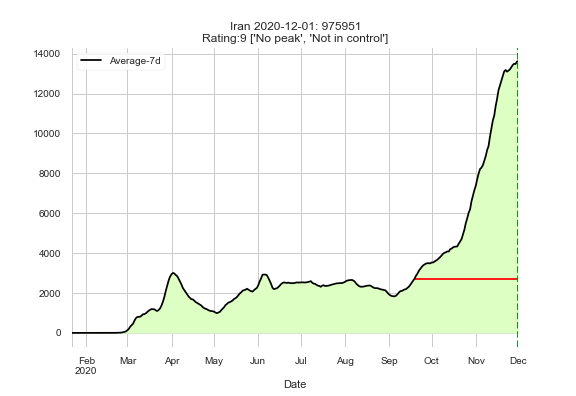 Iran 2020-12-01: 975951
Rating:9 ['No peak', 'Not in control']
Average-7d
14000
12000
10000
8000
6000
4000
2000
0
Feb Mar Apr May Jun Jul Aug Sep Oct Nov Dec
2020
Date